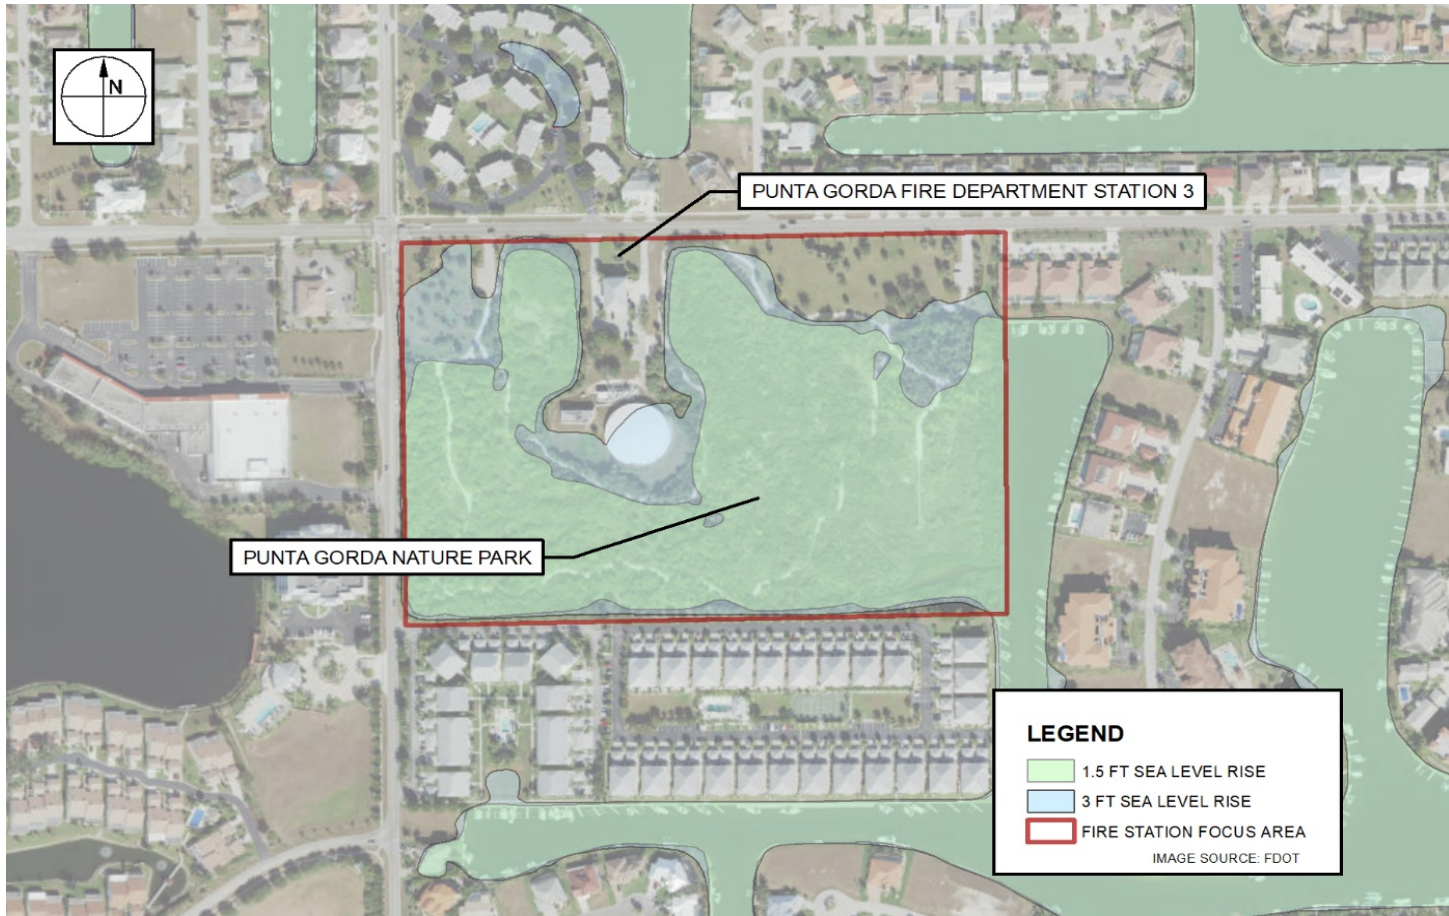 N
PUNTA GORDA FIRE DEPARTMENT STATION 3
PUNTA GORDA NATURE PARK
LEGEND
1.5 FT SEA LEVEL RISE
3 FT SEA LEVEL RISE
FIRE STATION FOCUS AREA
IMAGE SOURCE: FDOT